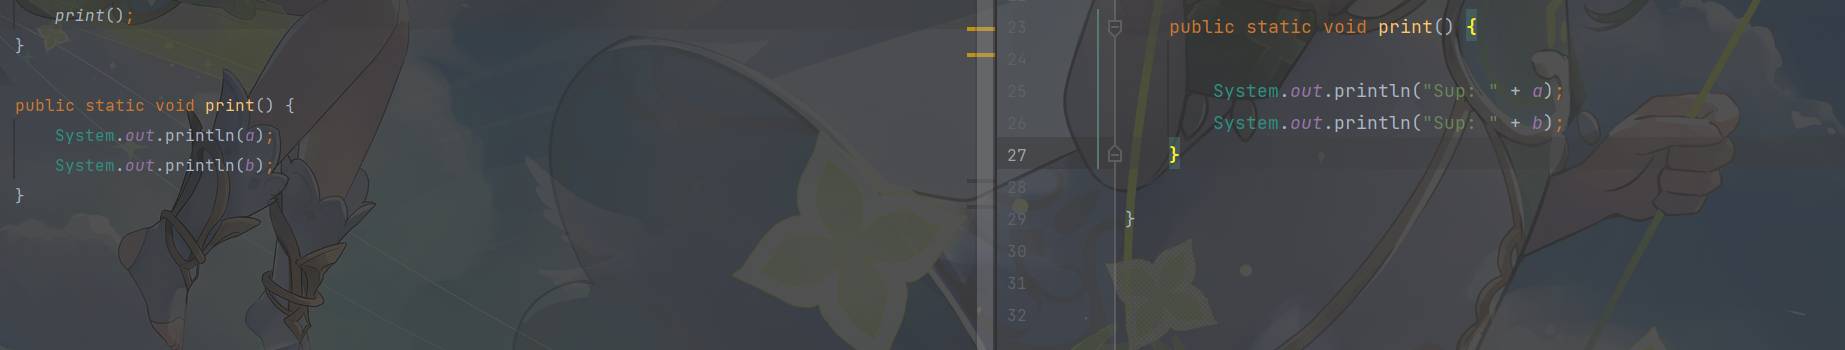 print();
}
public static void print() {
System.out.println(a);
System.out.println(b);
}
23 public static void print() {
24
25 System.out.println("Sup: " + a);
26 System.out.println("Sup: " + b);
27 }
28
29 }
30
31
32